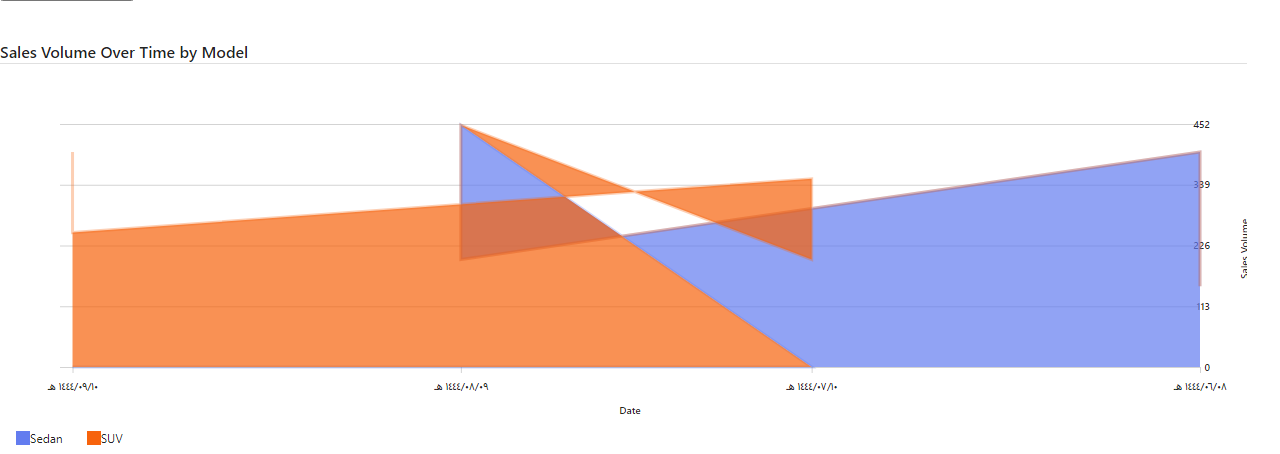 Sales Volume Over Time by Model
452
339
226
113
0
Sales Volume
١٤٤٤/٠٩/١٠ هـ
١٤٤٤/٠٨/٠٩ هـ
١٤٤٤/٠٧/١٠ هـ
١٤٤٤/٠٦/٠٨ هـ
Date
Sedan
SUV